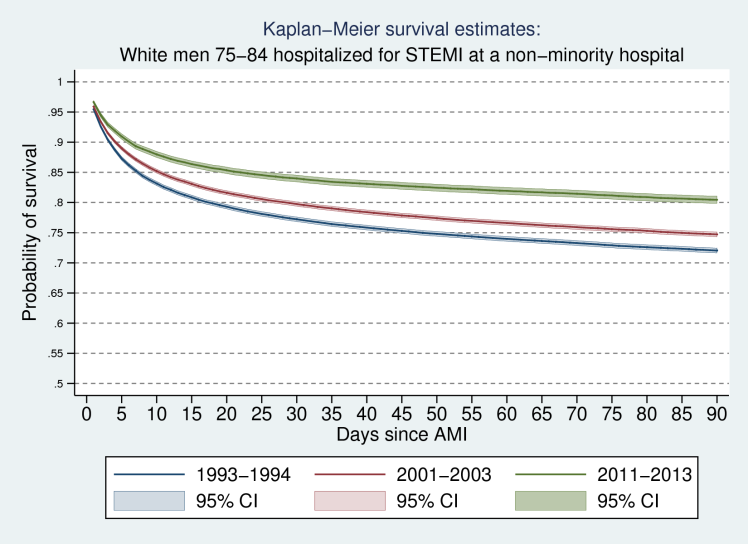 Kaplan−Meier survival estimates:
White men 75−84 hospitalized for STEMI at a non−minority hospital
Probability of survival
1
.95
.9
.85
.8
.75
.7
.65
.6
.55
.5
0 5 10 15 20 25 30 35 40 45 50 55 60 65 70 75 80 85 90
Days since AMI
1993−1994 2001−2003 2011−2013
95% CI 95% CI 95% CI